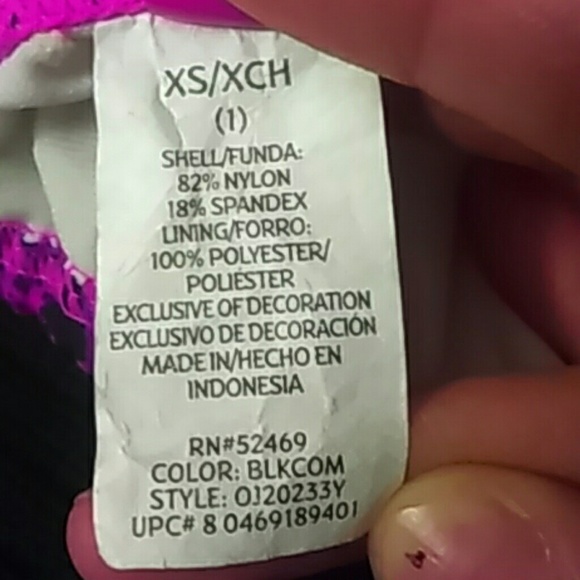 XS/XCH
(1)
SHELL/FUNDA:
82% NYLON
18% SPANDEX
LINING/FORRO:
100% POLYESTER/
POLIÉSTER
EXCLUSIVE OF DECORATION
EXCLUSIVO DE DECORACIÓN
MADE IN/HECHO EN
INDONESIA
RN#52469
COLOR: BLKCOM
STYLE: OJ20233Y
UPC# 8 0469189401